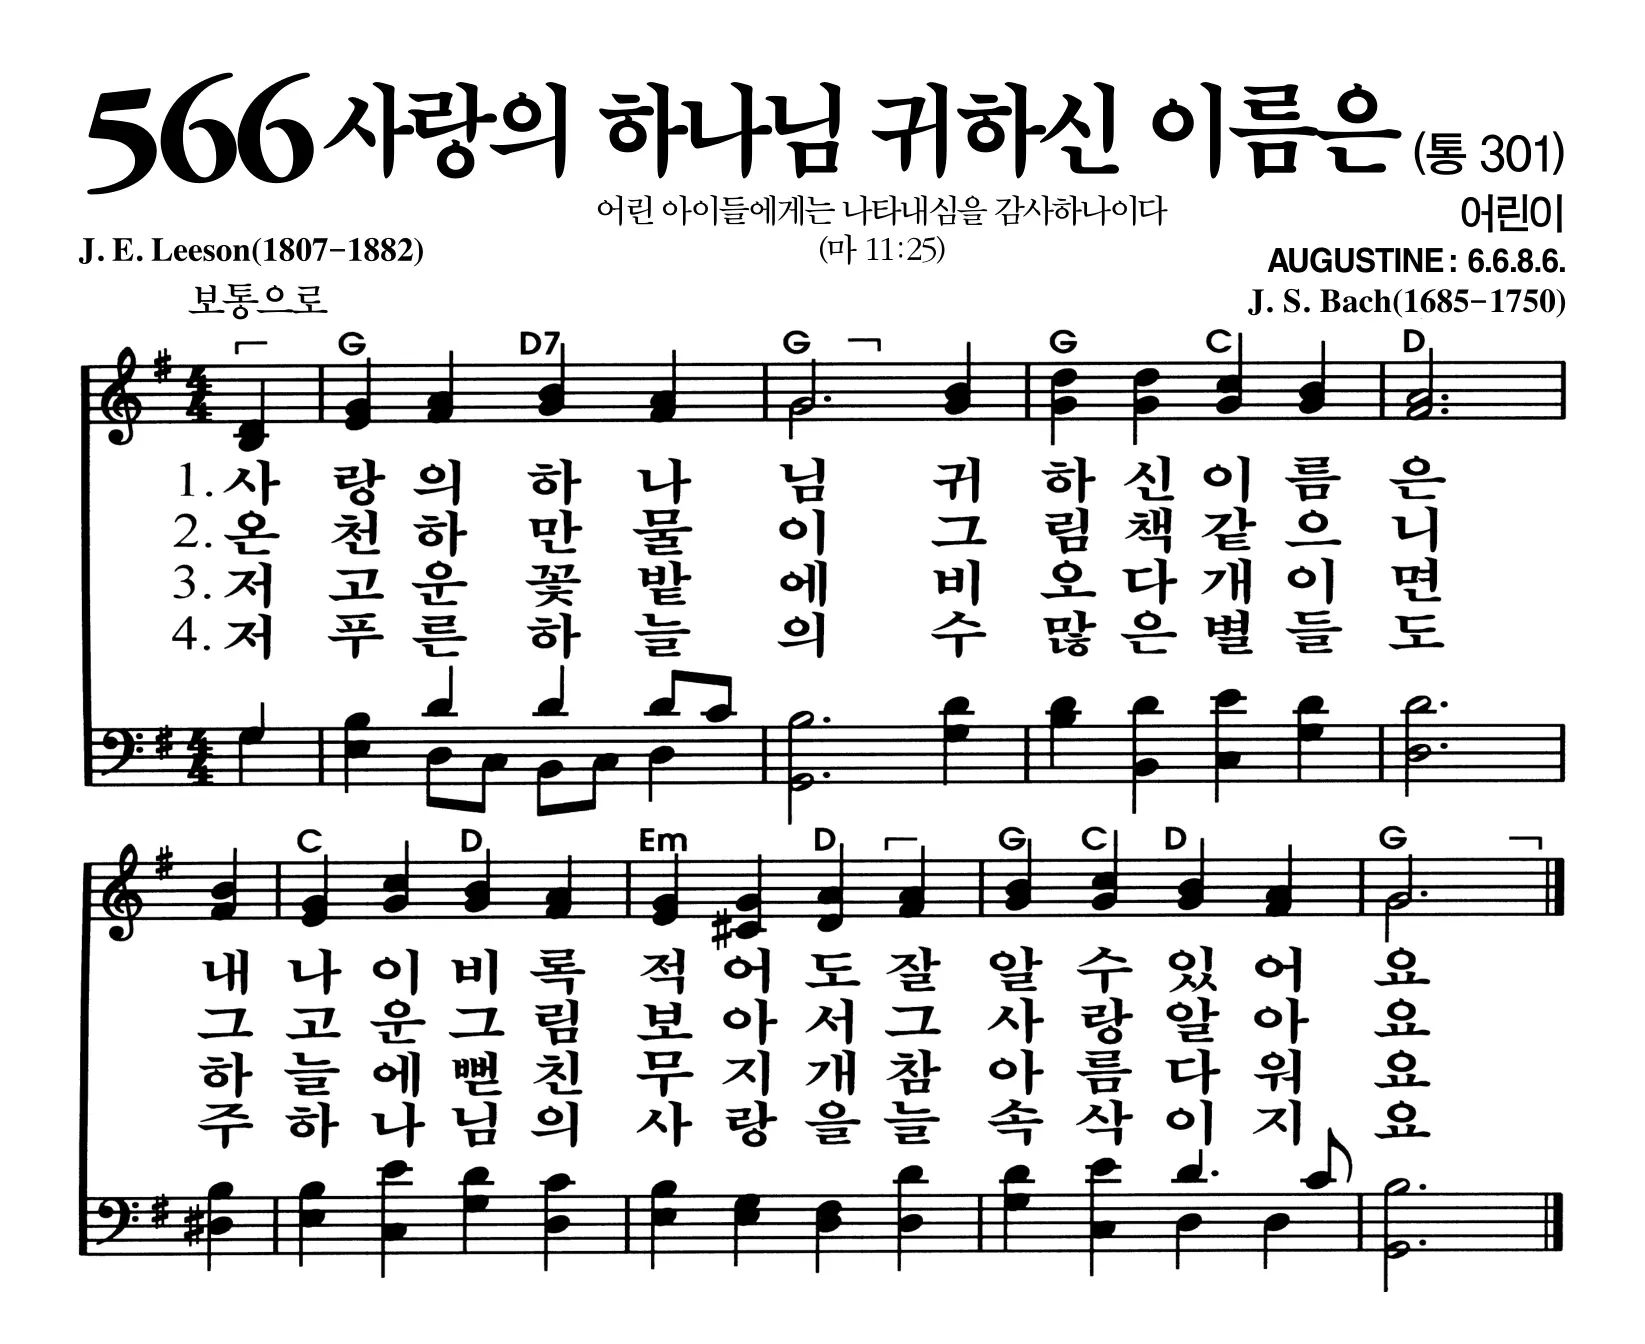 566 사랑의 하나님 귀하신 이름은 (통 301)
어린 아이들에게는 나타내심을 감사하나이다
어린이
J. E. Leeson(1807-1882)
(마 11:25)
AUGUSTINE : 6.6.8.6.
보통으로
J. S. Bach(1685-1750)
G D7 G G C D
1. 사 랑 의 하 나 님 귀 하 신 이 름 은
2. 온 천 하 만 물 이 그 림 책 같 으 니
3. 저 고 운 꽃 밭 에 비 오 다 개 이 면
4. 저 푸 른 하 늘 의 수 많 은 별 들 도
C D Em D G C D G
내 나 이 비 록 적 어 도 잘 알 수 있 어 요
그 고 운 그 림 보 아 서 그 사 랑 알 아 요
하 늘 에 뻗 친 무 지 개 참 아 름 다 워 요
주 하 나 님 의 사 랑 을 늘 속 삭 이 지 요